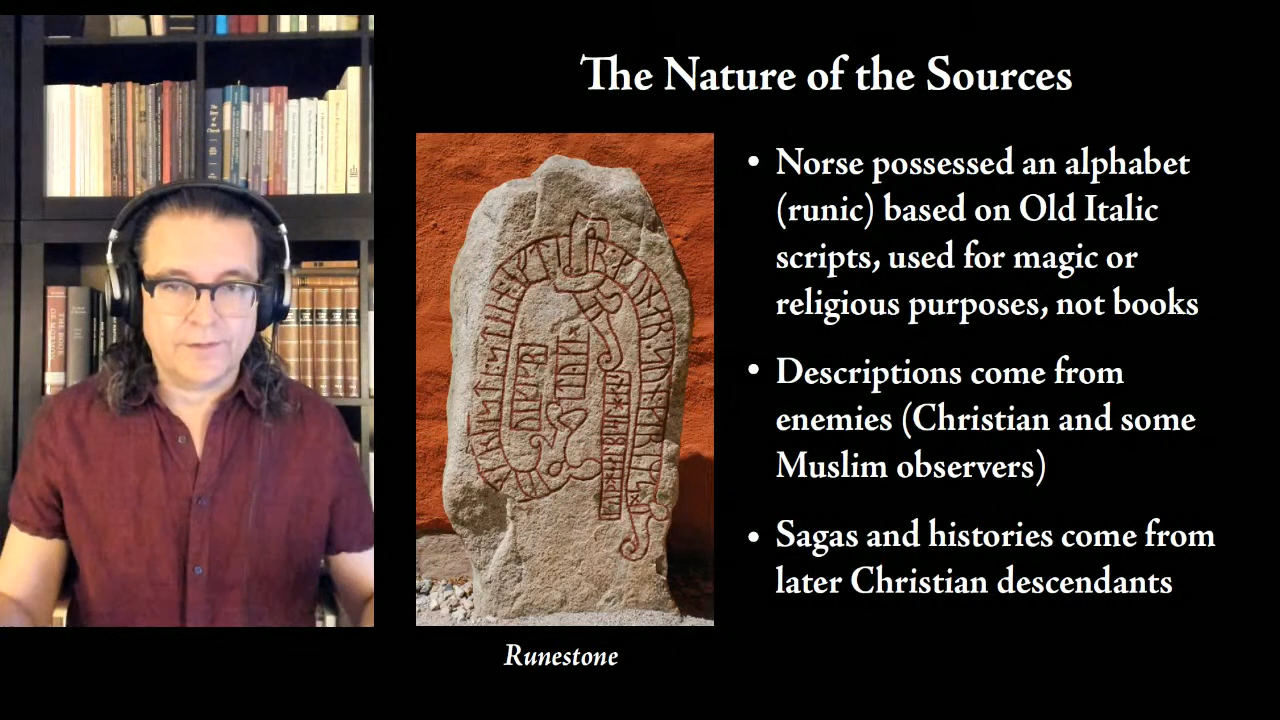 The Nature of the Sources
• Norse possessed an alphabet
(runic) based on Old Italic
scripts, used for magic or
religious purposes, not books
• Descriptions come from
enemies (Christian and some
Muslim observers)
• Sagas and histories come from
later Christian descendants
Runestone